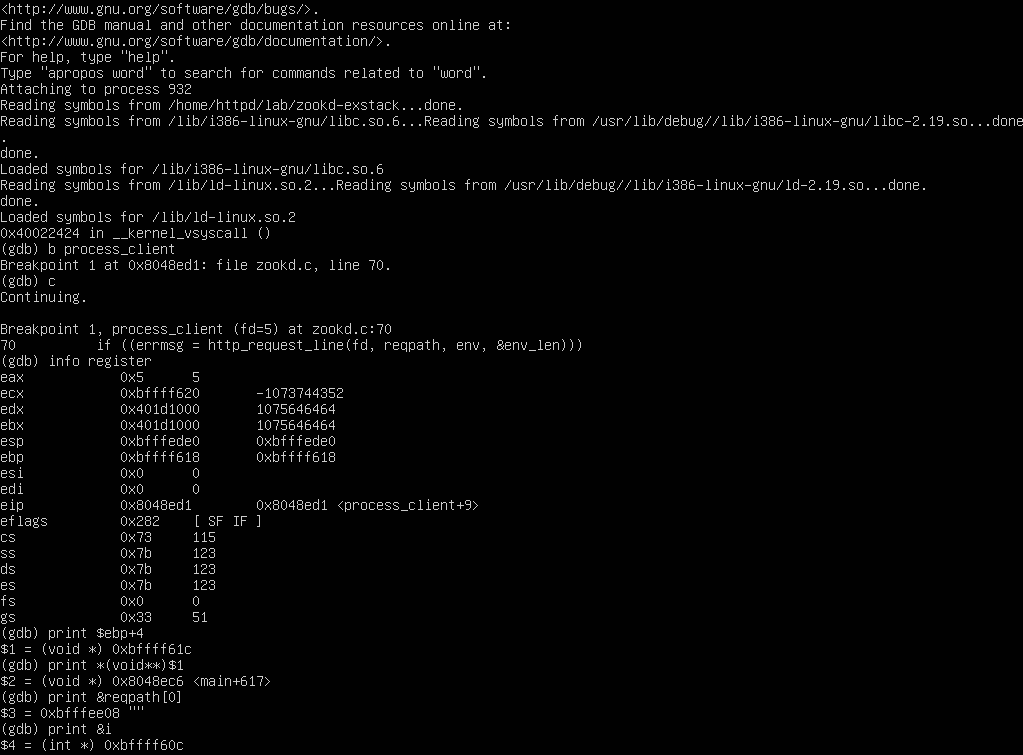 <http://www.gnu.org/software/gdb/bugs/>.
Find the GDB manual and other documentation resources online at:
<http://www.gnu.org/software/gdb/documentation/>.
For help, type "help".
Type "apropos word" to search for commands related to "word".
Attaching to process 932
Reading symbols from /home/httpd/lab/zookd-exstack...done.
Reading symbols from /lib/i386-linux-gnu/libc.so.6...Reading symbols from /usr/lib/debug//lib/i386-linux-gnu/libc-2.19.so...done
.
done.
Loaded symbols for /lib/i386-linux-gnu/libc.so.6
Reading symbols from /lib/ld-linux.so.2...Reading symbols from /usr/lib/debug//lib/i386-linux-gnu/ld-2.19.so...done.
done.
Loaded symbols for /lib/ld-linux.so.2
0x40022424 in __kernel_vsyscall ()
(gdb) b process_client
Breakpoint 1 at 0x8048ed1: file zookd.c, line 70.
(gdb) c
Continuing.

Breakpoint 1, process_client (fd=5) at zookd.c:70
70          if ((errmsg = http_request_line(fd, reqpath, env, &env_len)))
(gdb) info register
eax            0x5      5
ecx            0xbffff620       -1073744352
edx            0x401d1000       1075646464
ebx            0x401d1000       1075646464
esp            0xbfffede0       0xbfffede0
ebp            0xbffff618       0xbffff618
esi            0x0      0
edi            0x0      0
eip            0x8048ed1        0x8048ed1 <process_client+9>
eflags         0x282    [ SF IF ]
cs             0x73     115
ss             0x7b     123
ds             0x7b     123
es             0x7b     123
fs             0x0      0
gs             0x33     51
(gdb) print $ebp+4
$1 = (void *) 0xbffff61c
(gdb) print *(void**)$1
$2 = (void *) 0x8048ec6 <main+617>
(gdb) print &reqpath[0]
$3 = 0xbfffee08 ""
(gdb) print &i
$4 = (int *) 0xbffff60c